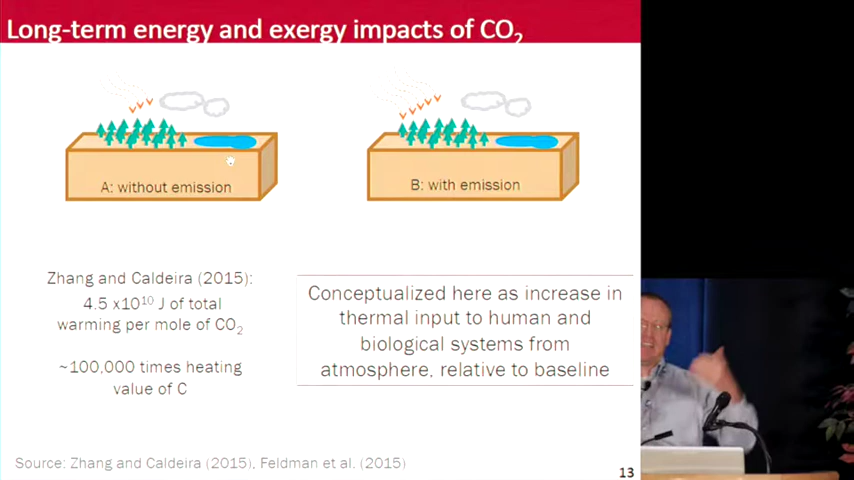 Long-term energy and exergy impacts of CO₂
A: without emission
B: with emission
Zhang and Caldeira (2015):
4.5 x10¹⁰ J of total
warming per mole of CO₂
~100,000 times heating
value of C
Conceptualized here as increase in
thermal input to human and
biological systems from
atmosphere, relative to baseline
Source: Zhang and Caldeira (2015), Feldman et al. (2015)
13